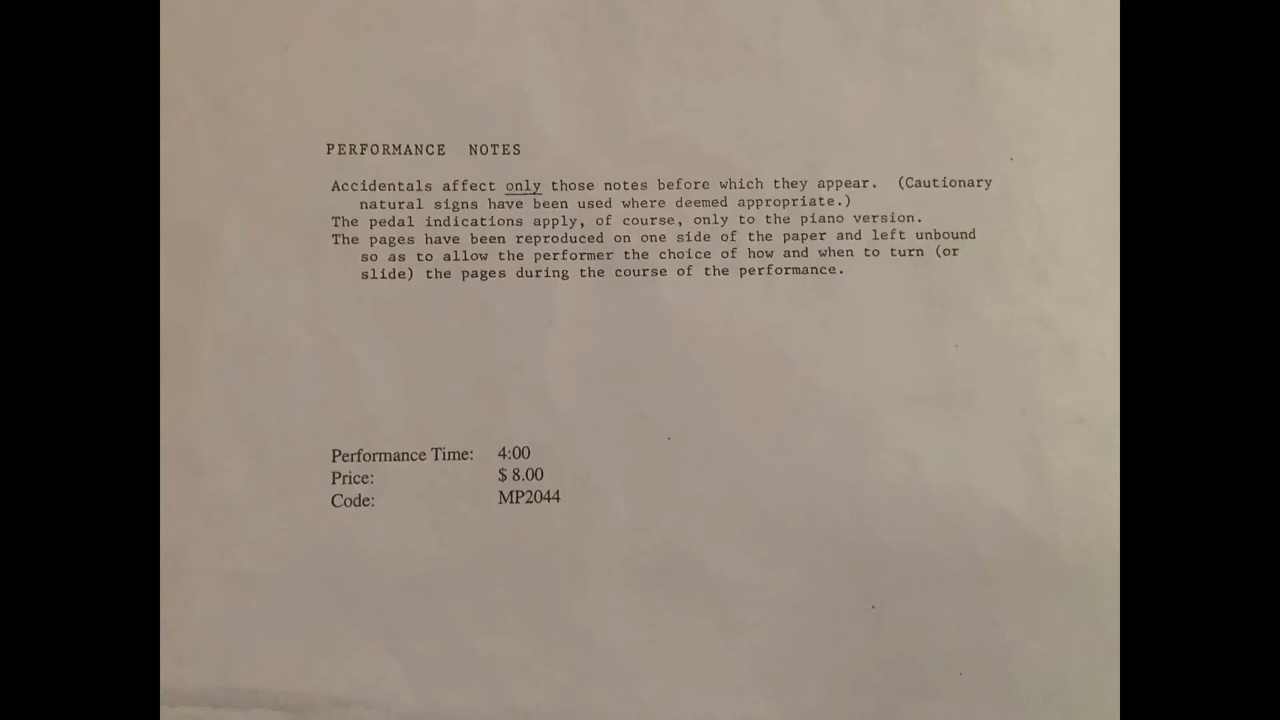 PERFORMANCE NOTES
Accidentals affect only those notes before which they appear. (Cautionary
natural signs have been used where deemed appropriate.)
The pedal indications apply, of course, only to the piano version.
The pages have been reproduced on one side of the paper and left unbound
so as to allow the performer the choice of how and when to turn (or
slide) the pages during the course of the performance.
Performance Time: 4:00
Price: $ 8.00
Code: MP2044